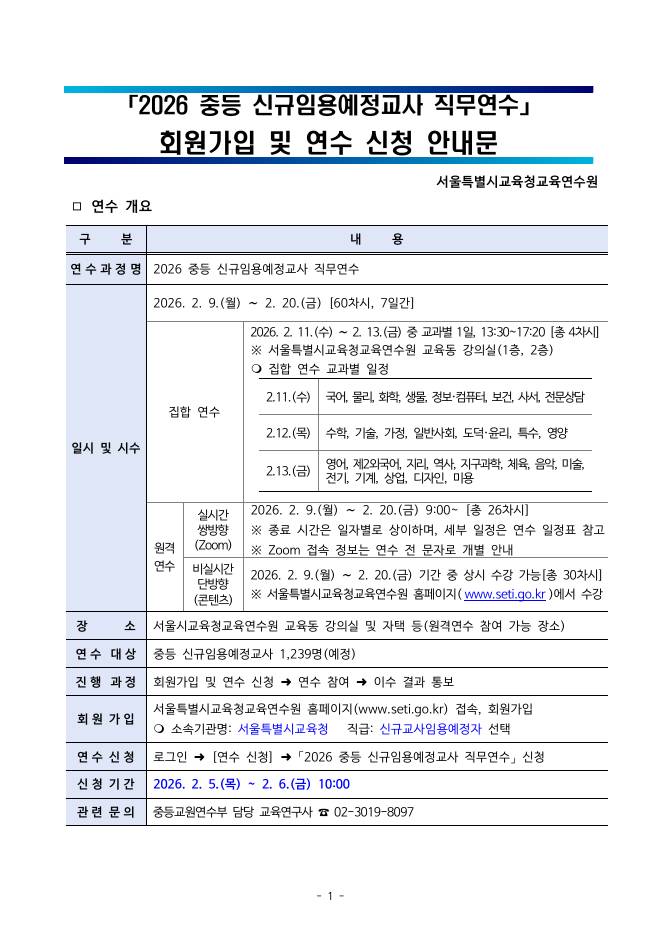 「2026 중등 신규임용예정교사 직무연수」
회원가입 및 연수 신청 안내문
서울특별시교육청교육연수원
□ 연수 개요
구 분
내 용
연수과정명
2026 중등 신규임용예정교사 직무연수
일시 및 시수
2026. 2. 9.(월) ~ 2. 20.(금) [60차시, 7일간]
집합 연수
2026. 2. 11.(수) ~ 2. 13.(금) 중 교과별 1일, 13:30~17:20 [총 4차시]
※ 서울특별시교육청교육연수원 교육동 강의실(1층, 2층)
❍ 집합 연수 교과별 일정
2.11.(수)
국어, 물리, 화학, 생물, 정보·컴퓨터, 보건, 사서, 전문상담
2.12.(목)
수학, 기술, 가정, 일반사회, 도덕·윤리, 특수, 영양
2.13.(금)
영어, 제2외국어, 지리, 역사, 지구과학, 체육, 음악, 미술,
전기, 기계, 상업, 디자인, 미용
원격
연수
실시간
쌍방향
(Zoom)
2026. 2. 9.(월) ~ 2. 20.(금) 9:00~ [총 26차시]
※ 종료 시간은 일자별로 상이하며, 세부 일정은 연수 일정표 참고
※ Zoom 접속 정보는 연수 전 문자로 개별 안내
비실시간
단방향
(콘텐츠)
2026. 2. 9.(월) ~ 2. 20.(금) 기간 중 상시 수강 가능[총 30차시]
※ 서울특별시교육청교육연수원 홈페이지( www.seti.go.kr )에서 수강
장 소
서울시교육청교육연수원 교육동 강의실 및 자택 등(원격연수 참여 가능 장소)
연수 대상
중등 신규임용예정교사 1,239명(예정)
진행 과정
회원가입 및 연수 신청 ➜ 연수 참여 ➜ 이수 결과 통보
회원 가입
서울특별시교육청교육연수원 홈페이지(www.seti.go.kr) 접속, 회원가입
❍ 소속기관명: 서울특별시교육청 직급: 신규교사임용예정자 선택
연수 신청
로그인 ➜ [연수 신청] ➜「2026 중등 신규임용예정교사 직무연수」신청
신청 기간
2026. 2. 5.(목) ~ 2. 6.(금) 10:00
관련 문의
중등교원연수부 담당 교육연구사 ☎ 02-3019-8097
- 1 -